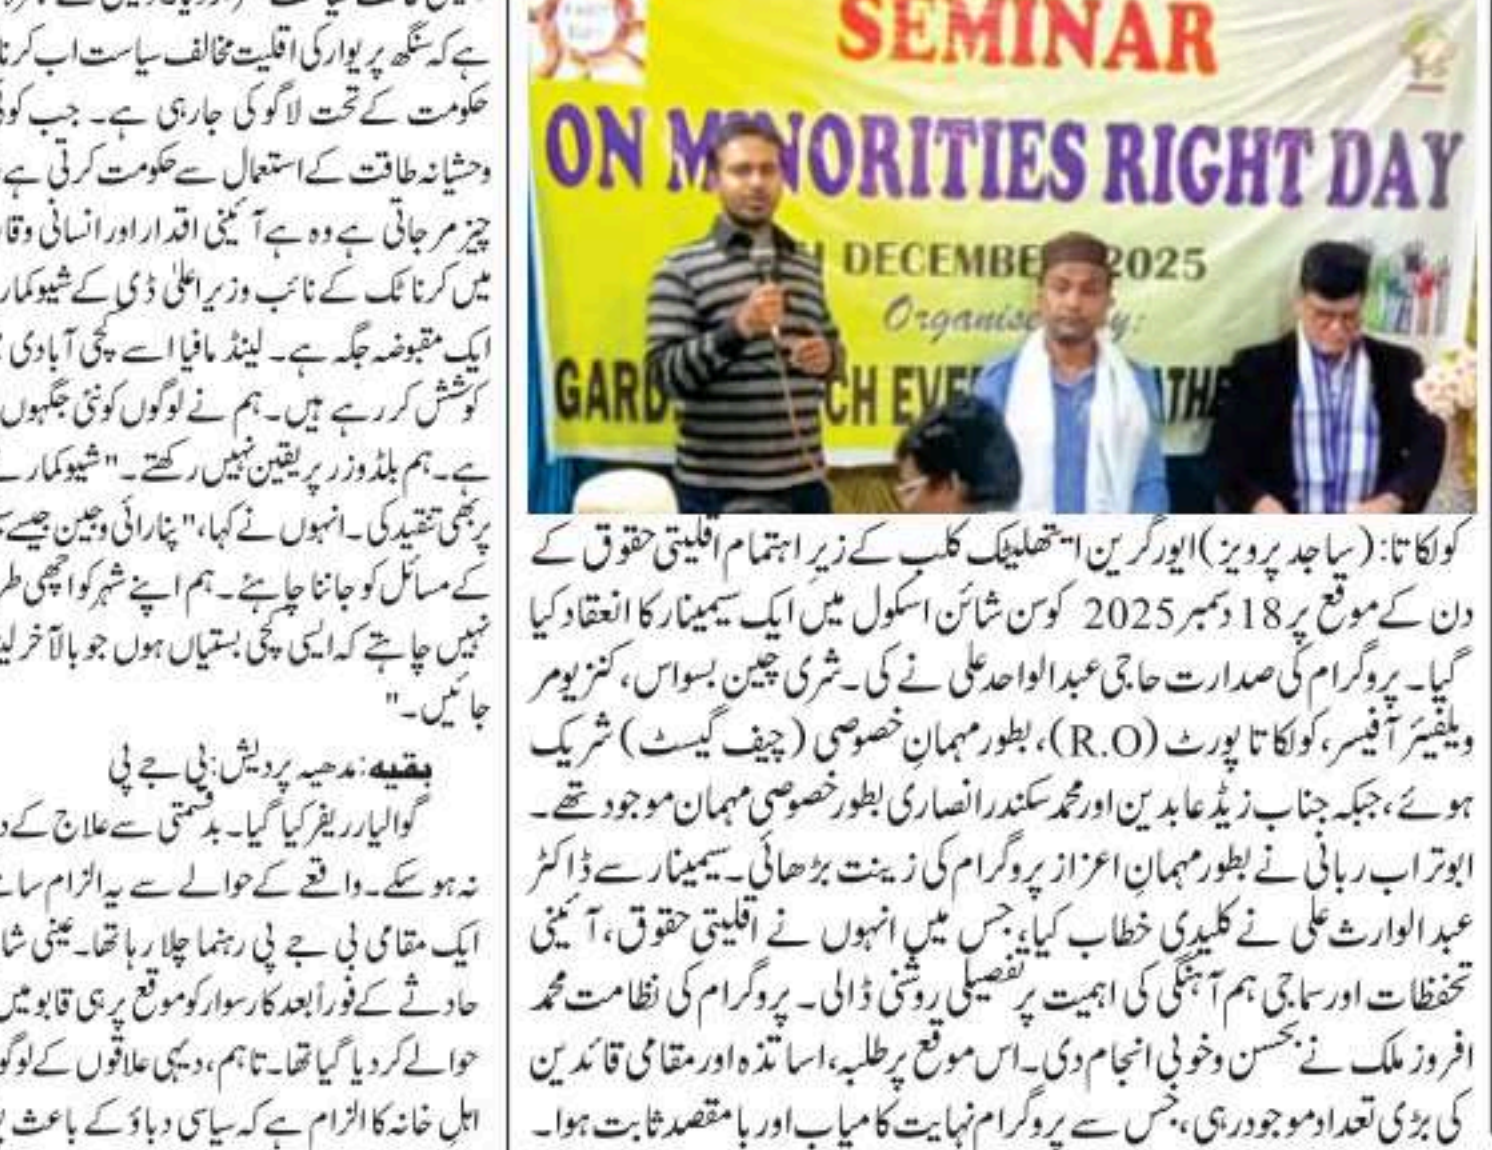 ہے کہ سنگھ پریوار کی اقلیت مخالف سیاست اب کرنا
حکومت کے تحت لاگو کی جارہی ہے۔ جب کوئی
وحشیانہ طاقت کے استعمال سے حکومت کرتی ہے
چیز مر جاتی ہے وہ ہے آئینی اقدار اور انسانی وقا
میں کرناٹک کے نائب وزیر اعلیٰ ڈی کے شیوکمار
ایک مقبوضہ جگہ ہے۔ لینڈ مافیا اسے کچی آبادی
کوشش کر رہے ہیں۔ ہم نے لوگوں کو نئی جگہوں
ہے۔ ہم بلڈوزر پر یقین نہیں رکھتے۔" شیوکمار نے
پر بھی تنقید کی۔ انہوں نے کہا، "پنارائی وجین جیسے
کے مسائل کو جاننا چاہئے۔ ہم اپنے شہر کو اچھی طر
نہیں چاہتے کہ ایسی کچی بستیاں ہوں جو بالآخر لی
جائیں۔"
بقیہ: مدھیہ پردیش: بی جے پی
گوالیار ریفر کیا گیا۔ بدقسمتی سے علاج کے د
نہ ہو سکے۔ واقعے کے حوالے سے یہ الزام سا
ایک مقامی بی جے پی رہنما چلا رہا تھا۔ عینی شا
حادثے کے فوراً بعد کار سوار کو موقع پر ہی قابو میں
حوالے کر دیا گیا تھا۔ تاہم، دیہی علاقوں کے لوگو
اہل خانہ کا الزام ہے کہ سیاسی دباؤ کے باعث
SEMINAR
ON MINORITIES RIGHT DAY
DECEMBE 2025
Organise y:
GARD CH EVE ATHE
کولکاتا: (ساجد پرویز) ایورگرین ایتھلیٹک کلب کے زیرِ اہتمام اقلیتی حقوق کے
دن کے موقع پر 18 دسمبر 2025 کو سن شائن اسکول میں ایک سیمینار کا انعقاد کیا
گیا۔ پروگرام کی صدارت حاجی عبدالواحد علی نے کی۔ شری چین بسواس، کنزیومر
ویلفیئر آفیسر، کولکاتا پورٹ (R.O)، بطور مہمانِ خصوصی (چیف گیسٹ) شریک
ہوئے، جبکہ جناب زیڈ عابدین اور محمد سکندر انصاری بطور خصوصی مہمان موجود تھے۔
ابوتراب ربانی نے بطور مہمانِ اعزاز پروگرام کی زینت بڑھائی۔ سیمینار سے ڈاکٹر
عبدالوارث علی نے کلیدی خطاب کیا، جس میں انہوں نے اقلیتی حقوق، آئینی
تحفظات اور سماجی ہم آہنگی کی اہمیت پر تفصیلی روشنی ڈالی۔ پروگرام کی نظامت محمد
افروز ملک نے بحسن و خوبی انجام دی۔ اس موقع پر طلبہ، اساتذہ اور مقامی قائدین
کی بڑی تعداد موجود رہی، جس سے پروگرام نہایت کامیاب اور بامقصد ثابت ہوا۔